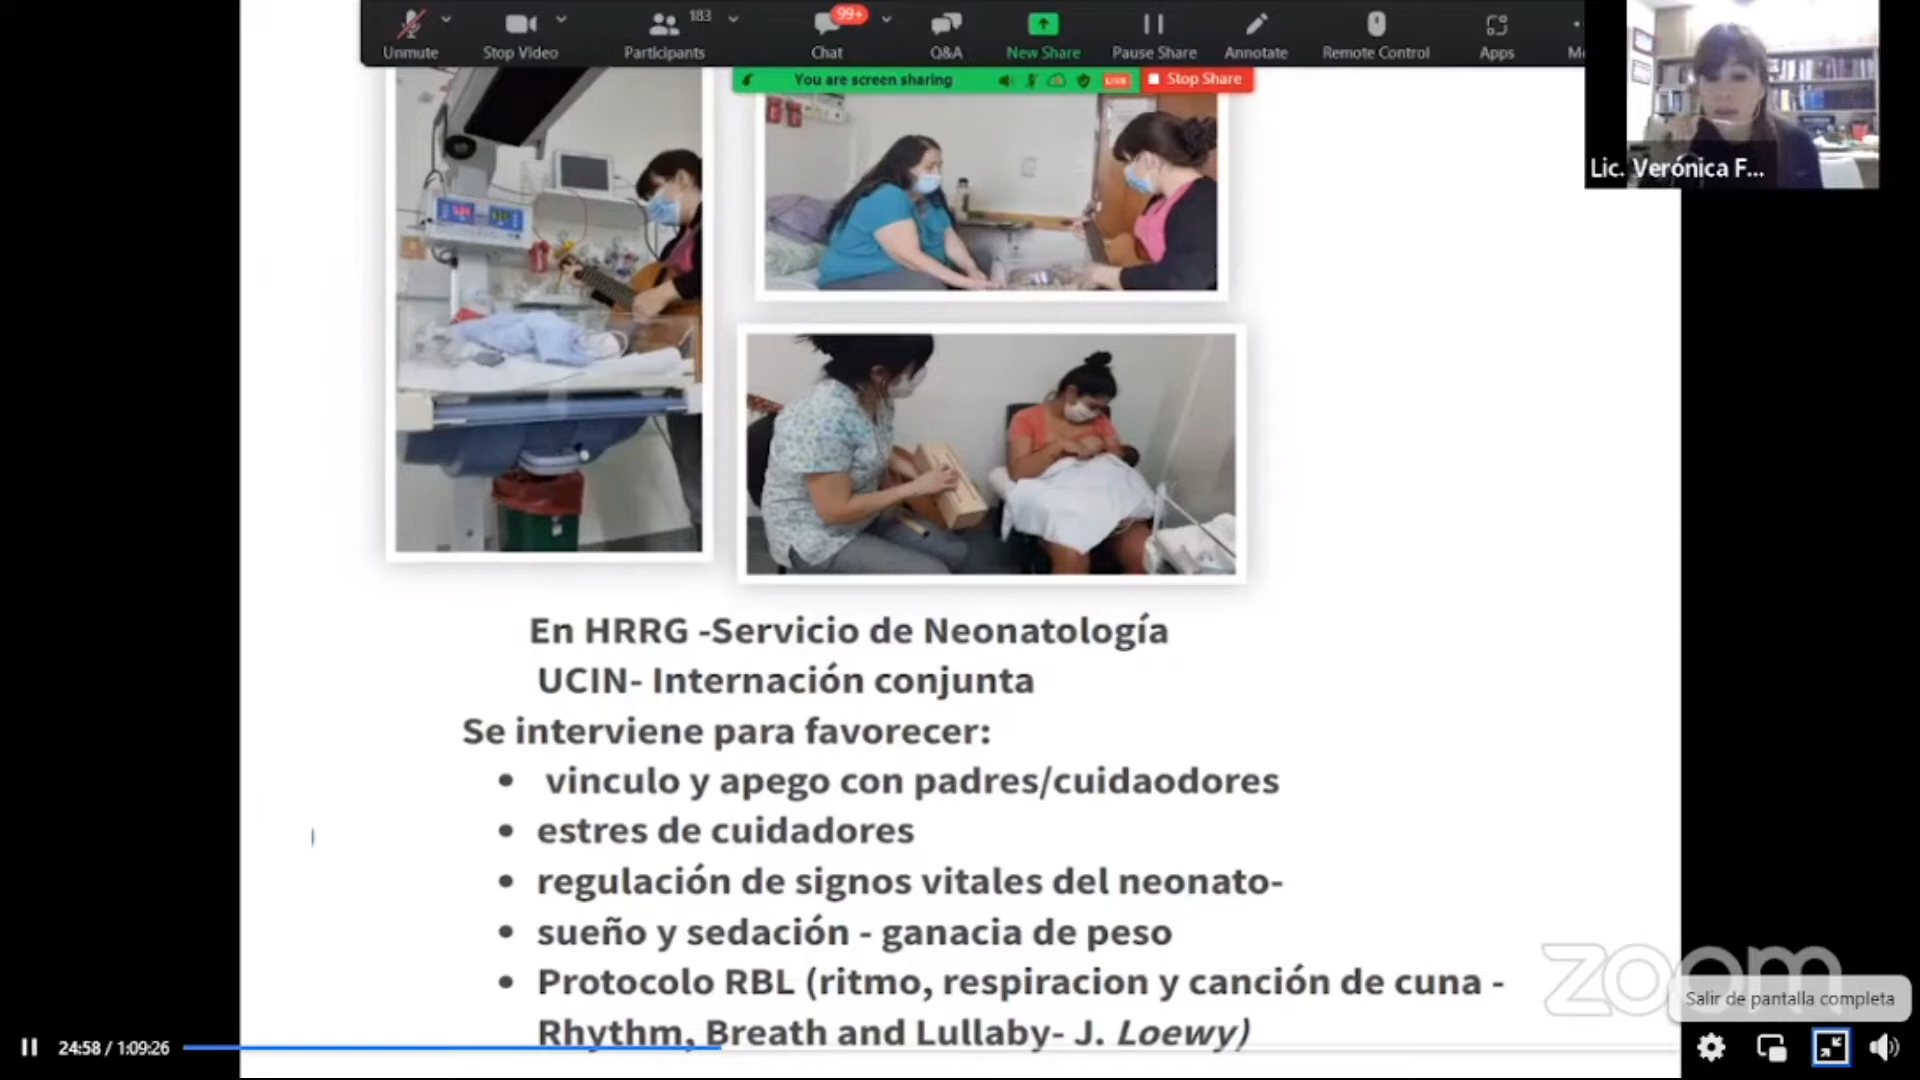 Unmute
Stop Video
Participants
183
99+
Chat
Q&A
New Share
Pause Share
Annotate
Remote Control
Apps
You are screen sharing
LIVE
Stop Share
Lic. Verónica F...
En HRRG -Servicio de Neonatología
UCIN- Internación conjunta
Se interviene para favorecer:
• vinculo y apego con padres/cuidaodores
• estres de cuidadores
• regulación de signos vitales del neonato-
• sueño y sedación - ganacia de peso
• Protocolo RBL (ritmo, respiracion y canción de cuna -
Rhythm, Breath and Lullaby- J. Loewy)
zoom
Salir de pantalla completa
24:58 / 1:09:26